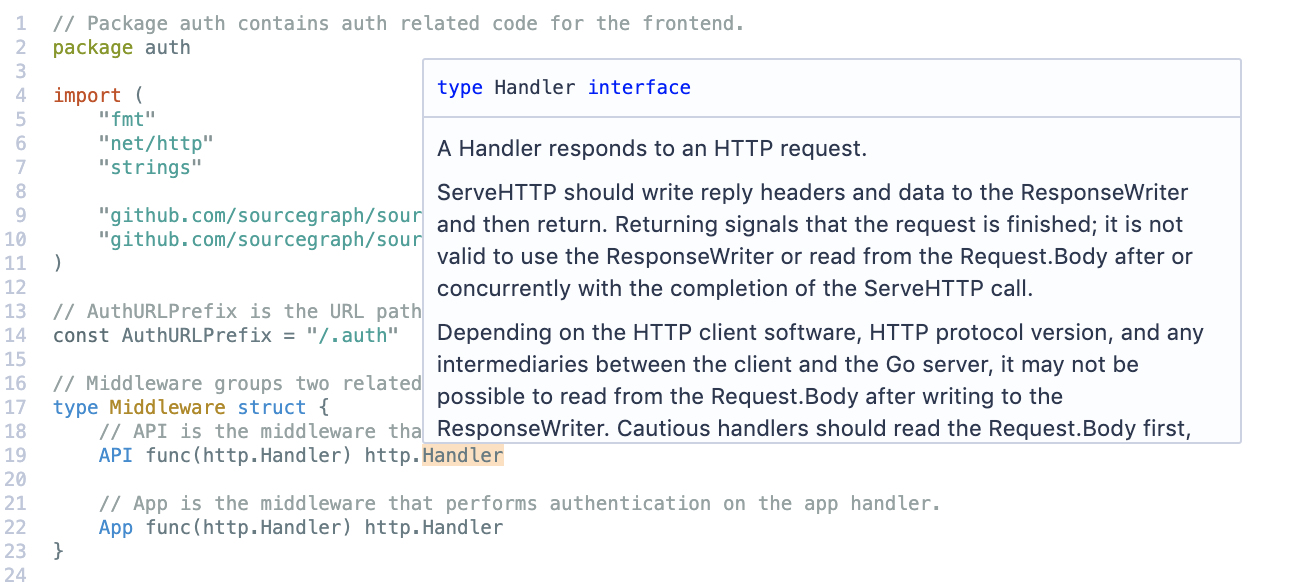 1 // Package auth contains auth related code for the frontend.
2 package auth
3
4 import (
5 "fmt"
6 "net/http"
7 "strings"
8
9 "github.com/sourcegraph/sour
10 "github.com/sourcegraph/sour
11 )
12
13 // AuthURLPrefix is the URL path
14 const AuthURLPrefix = "/.auth"
15
16 // Middleware groups two related
17 type Middleware struct {
18 // API is the middleware tha
19 API func(http.Handler) http.Handler
20
21 // App is the middleware that performs authentication on the app handler.
22 App func(http.Handler) http.Handler
23 }
24
type Handler interface
A Handler responds to an HTTP request.
ServeHTTP should write reply headers and data to the ResponseWriter
and then return. Returning signals that the request is finished; it is not
valid to use the ResponseWriter or read from the Request.Body after or
concurrently with the completion of the ServeHTTP call.
Depending on the HTTP client software, HTTP protocol version, and any
intermediaries between the client and the Go server, it may not be
possible to read from the Request.Body after writing to the
ResponseWriter. Cautious handlers should read the Request.Body first,